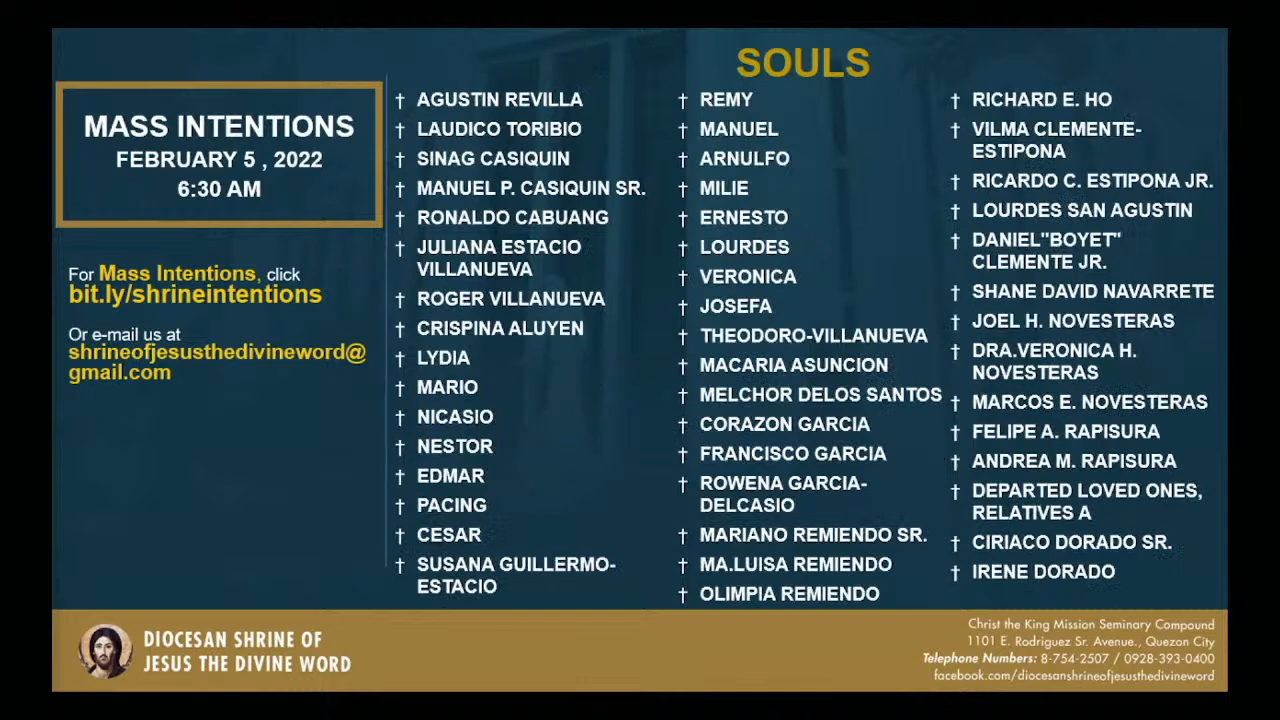 SOULS
MASS INTENTIONS
FEBRUARY 5 , 2022
6:30 AM
For Mass Intentions, click
bit.ly/shrineintentions
Or e-mail us at
shrineofjesusthedivineword@
gmail.com
† AGUSTIN REVILLA
† LAUDICO TORIBIO
† SINAG CASIQUIN
† MANUEL P. CASIQUIN SR.
† RONALDO CABUANG
† JULIANA ESTACIO
VILLANUEVA
† ROGER VILLANUEVA
† CRISPINA ALUYEN
† LYDIA
† MARIO
† NICASIO
† NESTOR
† EDMAR
† PACING
† CESAR
† SUSANA GUILLERMO-
ESTACIO
† REMY
† MANUEL
† ARNULFO
† MILIE
† ERNESTO
† LOURDES
† VERONICA
† JOSEFA
† THEODORO-VILLANUEVA
† MACARIA ASUNCION
† MELCHOR DELOS SANTOS
† CORAZON GARCIA
† FRANCISCO GARCIA
† ROWENA GARCIA-
DELCASIO
† MARIANO REMIENDO SR.
† MA.LUISA REMIENDO
† OLIMPIA REMIENDO
† RICHARD E. HO
† VILMA CLEMENTE-
ESTIPONA
† RICARDO C. ESTIPONA JR.
† LOURDES SAN AGUSTIN
† DANIEL"BOYET"
CLEMENTE JR.
† SHANE DAVID NAVARRETE
† JOEL H. NOVESTERAS
† DRA.VERONICA H.
NOVESTERAS
† MARCOS E. NOVESTERAS
† FELIPE A. RAPISURA
† ANDREA M. RAPISURA
† DEPARTED LOVED ONES,
RELATIVES A
† CIRIACO DORADO SR.
† IRENE DORADO
DIOCESAN SHRINE OF
JESUS THE DIVINE WORD
Christ the King Mission Seminary Compound
1101 E. Rodriguez Sr. Avenue., Quezon City
Telephone Numbers: 8-754-2507 / 0928-393-0400
facebook.com/diocesanshrineofjesusthedivineword